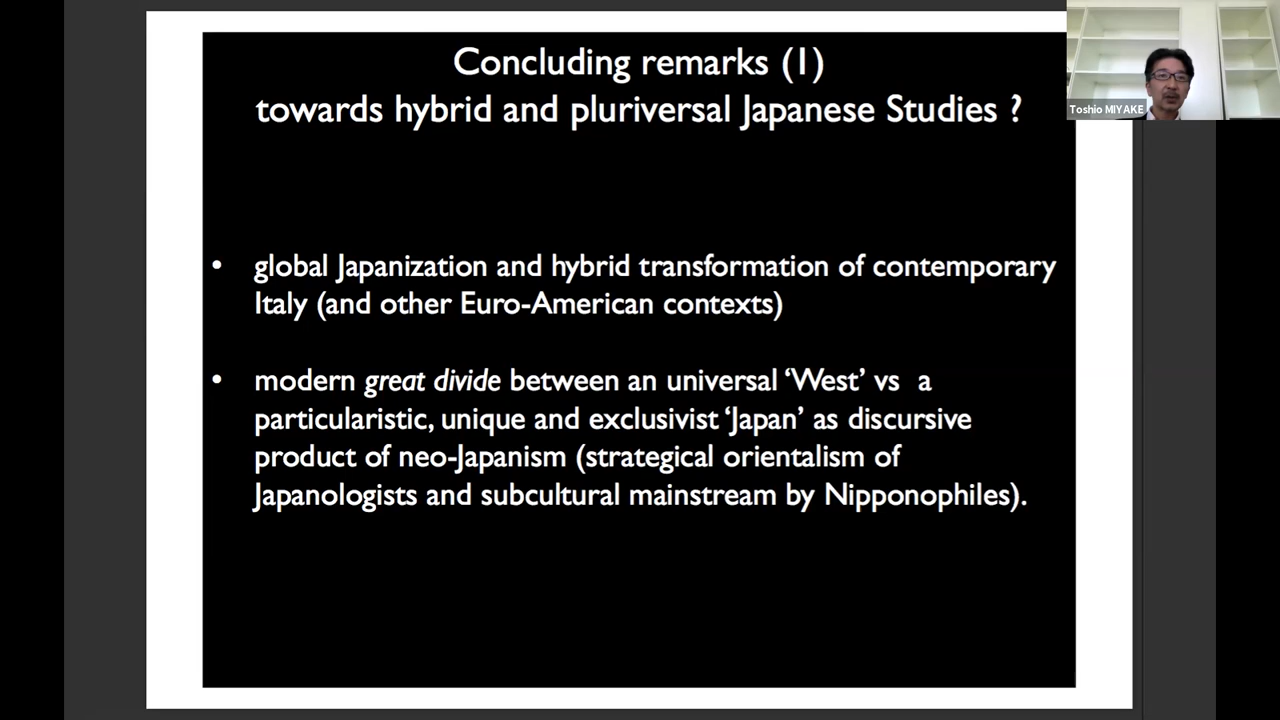 Concluding remarks (1)
towards hybrid and pluriversal Japanese Studies ?
Toshio MIYAKE
• global Japanization and hybrid transformation of contemporary
Italy (and other Euro-American contexts)
• modern great divide between an universal ‘West’ vs a
particularistic, unique and exclusivist ‘Japan’ as discursive
product of neo-Japanism (strategical orientalism of
Japanologists and subcultural mainstream by Nipponophiles).